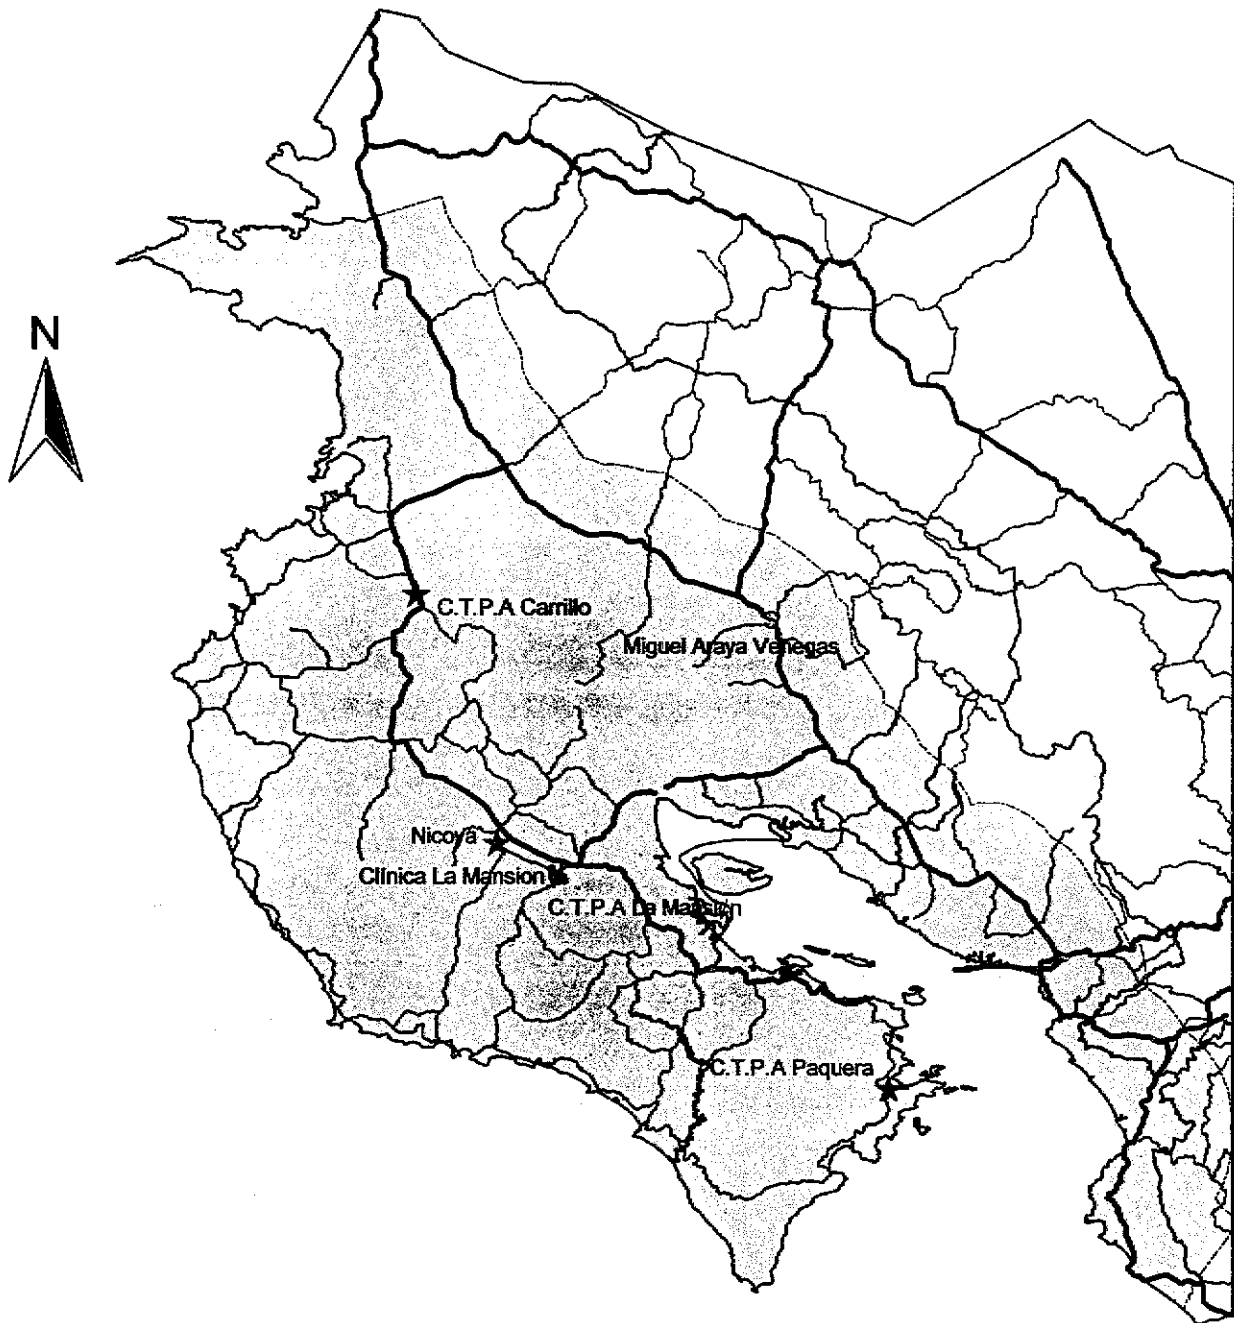 N
C.T.P.A Carrillo
Miguel Araya Venegas
Nicoya
Clínica La Mansion
C.T.P.A La Mansión
C.T.P.A Paquera